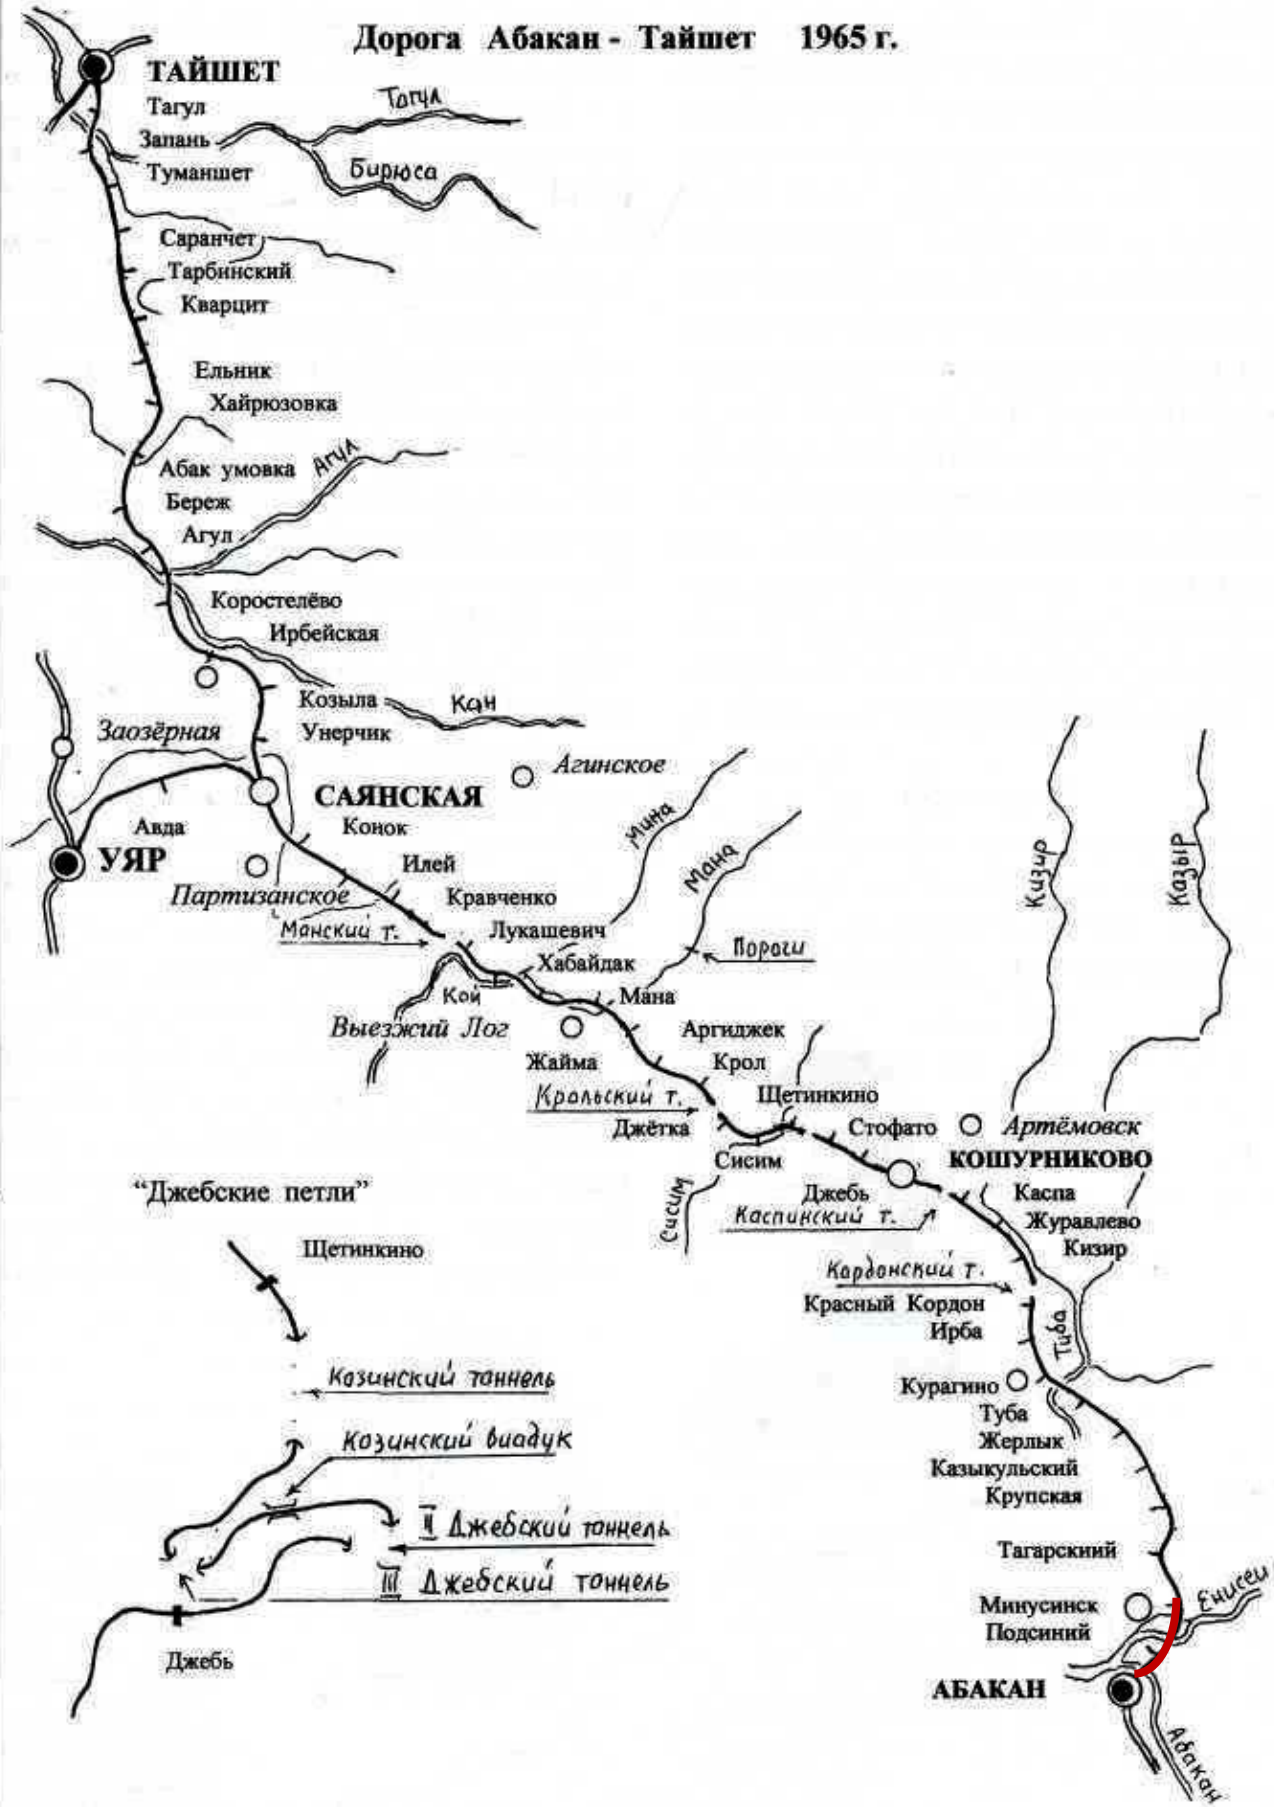 Дорога Абакан - Тайшет 1965 г.
ТАЙШЕТ
Тагул
Тагул
Запань
Туманшет
Бирюса
Саранчет
Тарбинский
Кварцит
Ельник
Хайрюзовка
Абак умовка
Агул
Береж
Агул
Коростелёво
Ирбейская
Козыла
Кан
Унерчик
Заозёрная
Агинское
САЯНСКАЯ
Авда
Конок
УЯР
Илей
Партизанское
Кравченко
Манский т.
Лукашевич
Мина
Мана
Кизир
Казыр
Пороги
Хабайдак
Кой
Мана
Выезжий Лог
Аргиджек
Жайма
Крол
Крольский т.
Щетинкино
Джётка
Стофато
Артёмовск
Сисим
КОШУРНИКОВО
Сисим
Джебь
Каспа
Каспинский т.
Журавлево
Кизир
Кордонский т.
Красный Кордон
Ирба
Туба
Курагино
Туба
Жерлык
Казыкульский
Крупская
Тагарскиий
Минусинск
Енисей
Подсиний
АБАКАН
Абакан
"Джебские петли"
Щетинкино
Козинский тоннель
Козинский виадук
II Джебский тоннель
III Джебский тоннель
Джебь